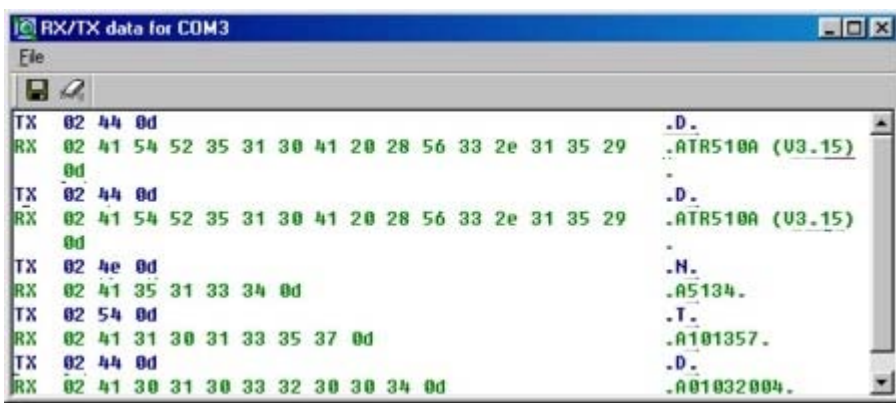 RX/TX data for COM3
File
TX 02 44 0d .D.
RX 02 41 54 52 35 31 30 41 20 28 56 33 2e 31 35 29 .ATR510A (V3.15)
0d .
TX 02 44 0d .D.
RX 02 41 54 52 35 31 30 41 20 28 56 33 2e 31 35 29 .ATR510A (V3.15)
0d .
TX 02 4e 0d .N.
RX 02 41 35 31 33 34 0d .A5134.
TX 02 54 0d .T.
RX 02 41 31 30 31 33 35 37 0d .A101357.
TX 02 44 0d .D.
RX 02 41 30 31 30 33 32 30 30 34 0d .A01032004.